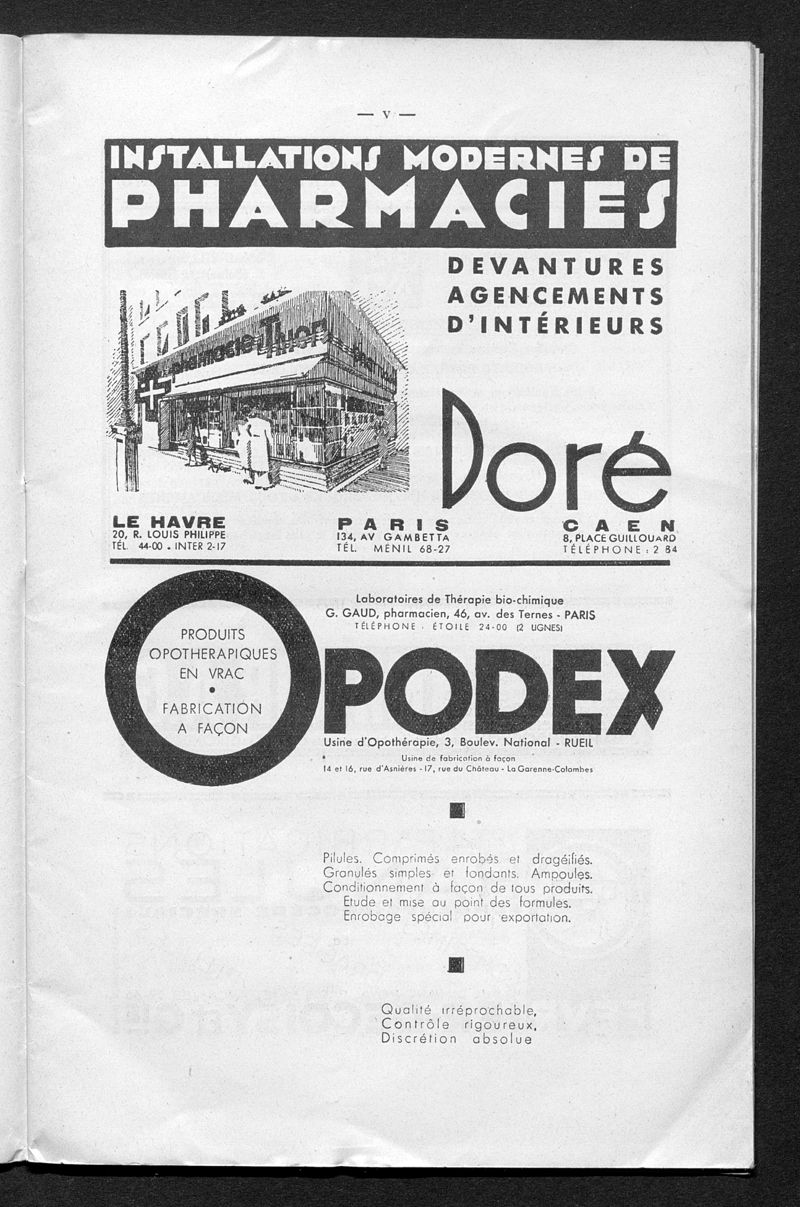 — V —
INSTALLATIONS MODERNES DE
PHARMACIES
DEVANTURES
AGENCEMENTS
D'INTÉRIEURS
pharmacie
Doré
LE HAVRE
20, R. LOUIS PHILIPPE
TÉL. 44-00 . INTER 2-17
PARIS
134, AV GAMBETTA
TÉL. MÉNIL 68-27
CAEN
8, PLACE GUILLOUARD
TÉLÉPHONE : 2 84
Laboratoires de Thérapie bio-chimique
G. GAUD, pharmacien, 46, av. des Ternes - PARIS
TÉLÉPHONE : ÉTOILE 24-00 (2 LIGNES)
PRODUITS
OPOTHERAPIQUES
EN VRAC
•
FABRICATION
A FAÇON
OPODEX
Usine d'Opothérapie, 3, Boulev. National - RUEIL
*
Usine de fabrication à façon
14 et 16, rue d'Asnières - 17, rue du Château - La Garenne-Colombes
Pilules. Comprimés enrobés et dragéifiés.
Granulés simples et fondants. Ampoules.
Conditionnement à façon de tous produits.
Etude et mise au point des formules.
Enrobage spécial pour exportation.
Qualité irréprochable,
Contrôle rigoureux,
Discrétion absolue